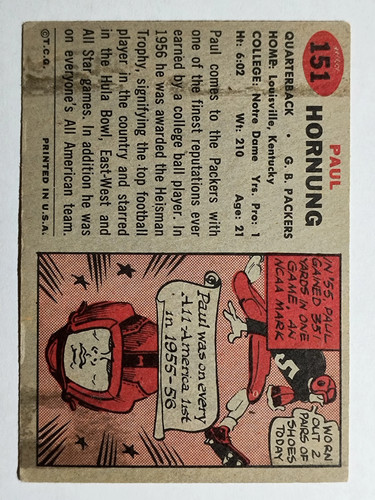 151
PAUL
HORNUNG
QUARTERBACK • G. B. PACKERS
HOME: Louisville, Kentucky
COLLEGE: Notre Dame Yrs. Pro: 1
Ht: 6:02 Wt: 210 Age: 21
Paul comes to the Packers with
one of the finest reputations ever
earned by a college ball player. In
1956 he was awarded the Heisman
Trophy, signifying the top football
player in the country and starred
in the Hula Bowl, East-West and
All Star games. In addition he was
on everyone's All American team.
©T.C.G. PRINTED IN U.S.A.
IN '55, PAUL
GAINED 351
YARDS IN ONE
GAME, AN
NCAA MARK
5
WORN
OUT 2
PAIRS OF
SHOES
TODAY
Paul was on every
All America list
in 1955-56